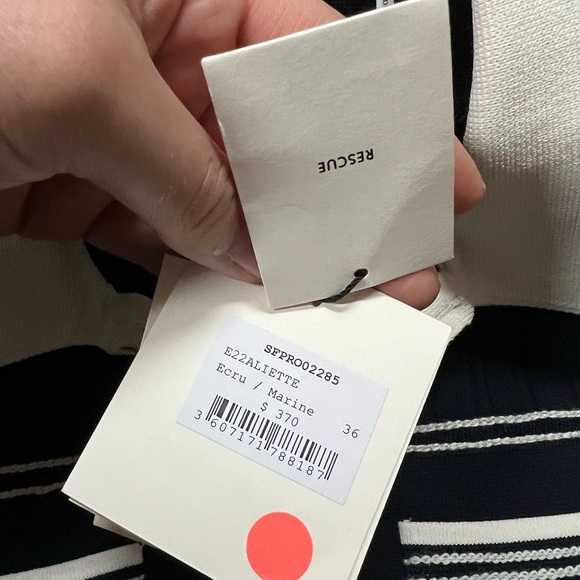 RESCUE
SFPRO02285
E22ALIETTE
Ecru / Marine
$ 370
36
3 607171 788187